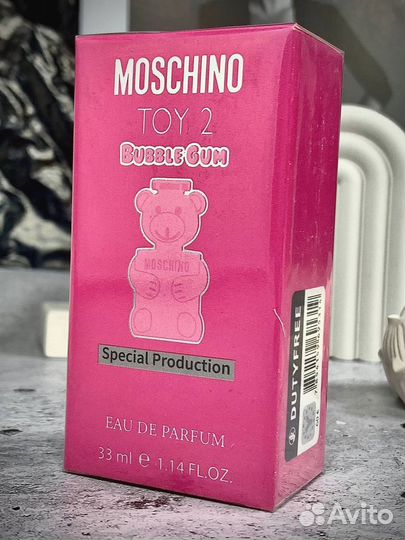 MOSCHINO
TOY 2
BUBBLE GUM
MOSCHINO
Special Production
EAU DE PARFUM
33 ml e 1.14 FL.OZ.
DUTYFREE
Avito